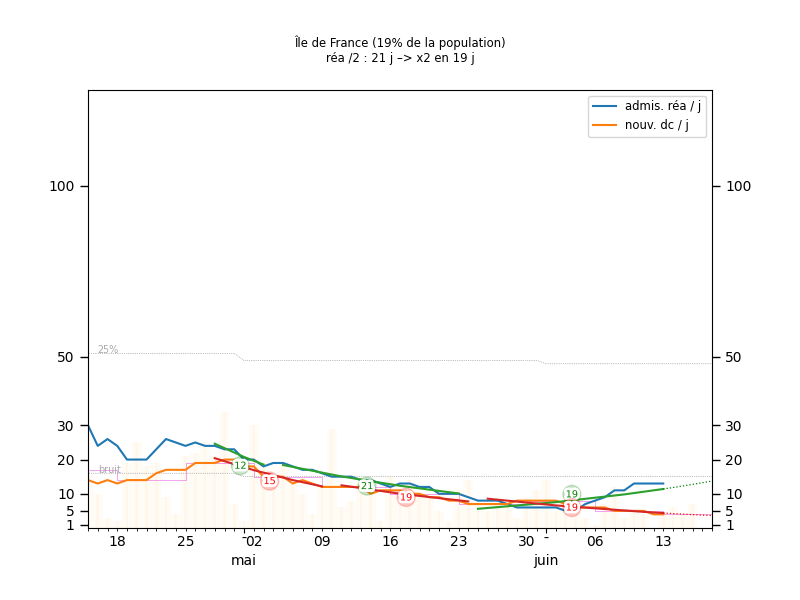 Île de France (19% de la population)
réa /2 : 21 j –> x2 en 19 j
admis. réa / j
nouv. dc / j
100 100
50 50
25%
30 30
20 20
bruit
12
15
21
19
19
19
10 10
5 5
1 1
18 25 02 09 16 23 30 06 13
mai juin